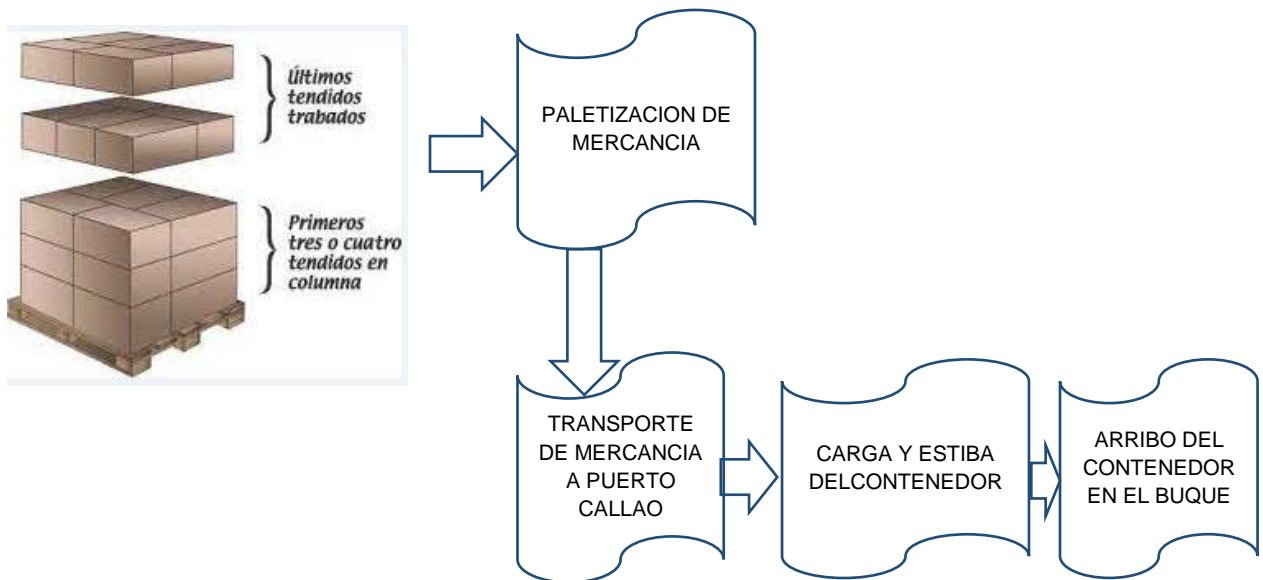 Últimos
tendidos
trabados
Primeros
tres o cuatro
tendidos en
columna
PALETIZACION DE
MERCANCIA
TRANSPORTE
DE MERCANCIA
A PUERTO
CALLAO
CARGA Y ESTIBA
DELCONTENEDOR
ARRIBO DEL
CONTENEDOR
EN EL BUQUE